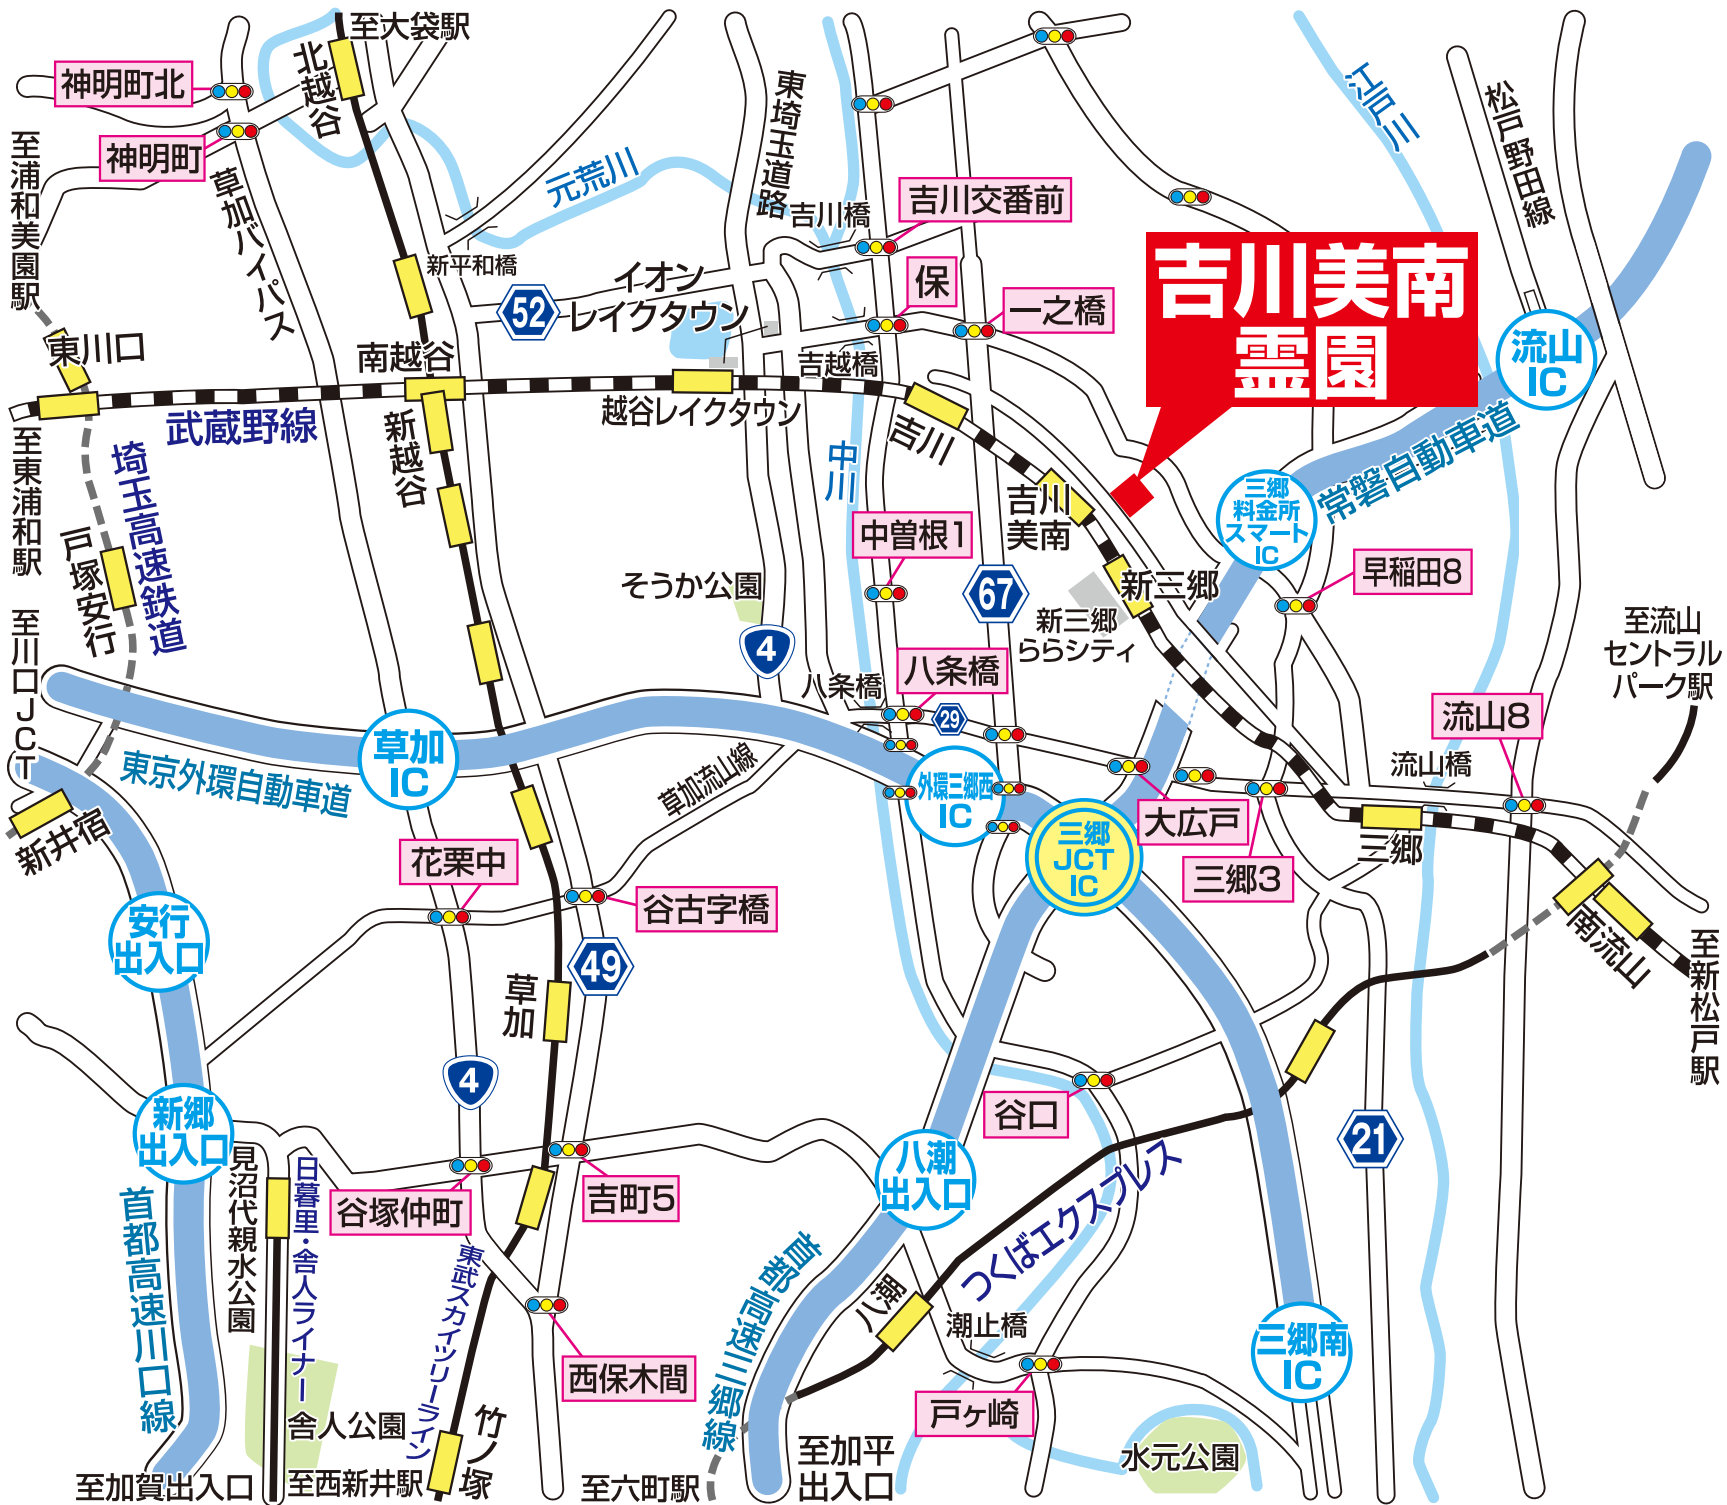 至大袋駅
北越谷
神明町北
神明町
至浦和美園駅
草加バイパス
元荒川
新平和橋
東埼玉道路
吉川橋
吉川交番前
江戸川
松戸野田線
吉川美南
霊園
保
一之橋
52
イオン
レイクタウン
流山
IC
東川口
南越谷
吉越橋
武蔵野線
新越谷
越谷レイクタウン
吉川
中川
常磐自動車道
三郷
料金所
スマート
IC
至東浦和駅
埼玉高速鉄道
戸塚安行
吉川
美南
中曽根1
そうか公園
67
新三郷
新三郷
ららシティ
早稲田8
至流山
セントラル
パーク駅
至川口JCT
4
八条橋
八条橋
29
流山8
流山橋
草加
IC
東京外環自動車道
草加流山線
外環三郷西
IC
大広戸
三郷
JCT
IC
三郷3
三郷
新井宿
花栗中
谷古宇橋
安行
出入口
49
草加
南流山
至新松戸駅
4
谷口
21
新郷
出入口
見沼代親水公園
日暮里・舎人ライナー
谷塚仲町
吉町5
八潮
出入口
つくばエクスプレス
首都高速川口線
東武スカイツリーライン
首都高速三郷線
八潮
潮止橋
三郷南
IC
西保木間
戸ヶ崎
舎人公園
竹ノ塚
水元公園
至加賀出入口
至西新井駅
至六町駅
至加平
出入口